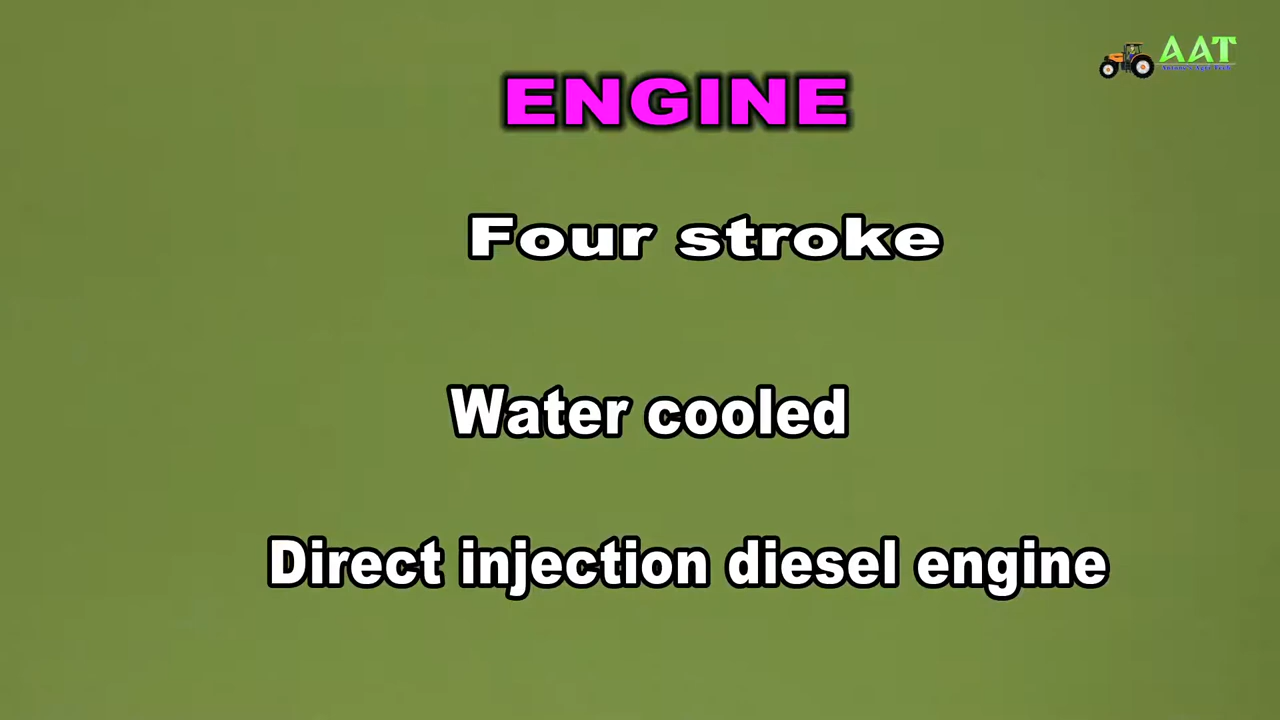 AAT
ENGINE
Four stroke
Water cooled
Direct injection diesel engine